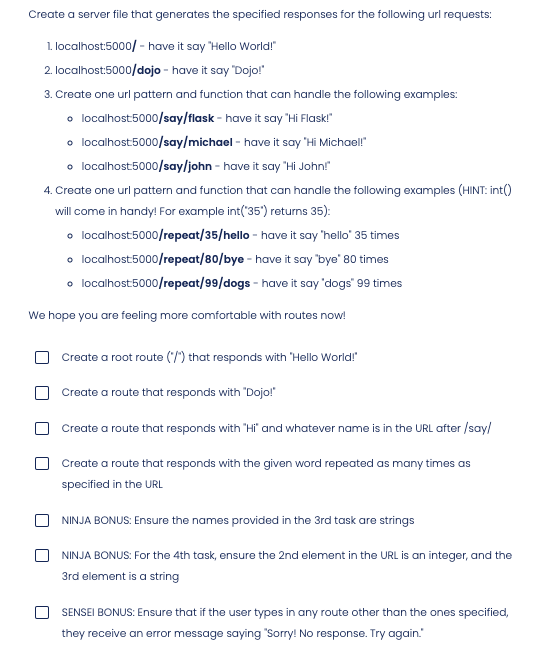 Create a server file that generates the specified responses for the following url requests:
1. localhost:5000/ - have it say "Hello World!"
2. localhost:5000/dojo - have it say "Dojo!"
3. Create one url pattern and function that can handle the following examples:
localhost:5000/say/flask - have it say "Hi Flask!"
localhost:5000/say/michael - have it say "Hi Michael!"
localhost:5000/say/john - have it say "Hi John!"
4. Create one url pattern and function that can handle the following examples (HINT: int()
will come in handy! For example int("35") returns 35):
localhost:5000/repeat/35/hello - have it say "hello" 35 times
localhost:5000/repeat/80/bye - have it say "bye" 80 times
localhost:5000/repeat/99/dogs - have it say "dogs" 99 times
We hope you are feeling more comfortable with routes now!
Create a root route ("/") that responds with "Hello World!"
Create a route that responds with "Dojo!"
Create a route that responds with "Hi" and whatever name is in the URL after /say/
Create a route that responds with the given word repeated as many times as
specified in the URL
NINJA BONUS: Ensure the names provided in the 3rd task are strings
NINJA BONUS: For the 4th task, ensure the 2nd element in the URL is an integer, and the
3rd element is a string
SENSEI BONUS: Ensure that if the user types in any route other than the ones specified,
they receive an error message saying "Sorry! No response. Try again."